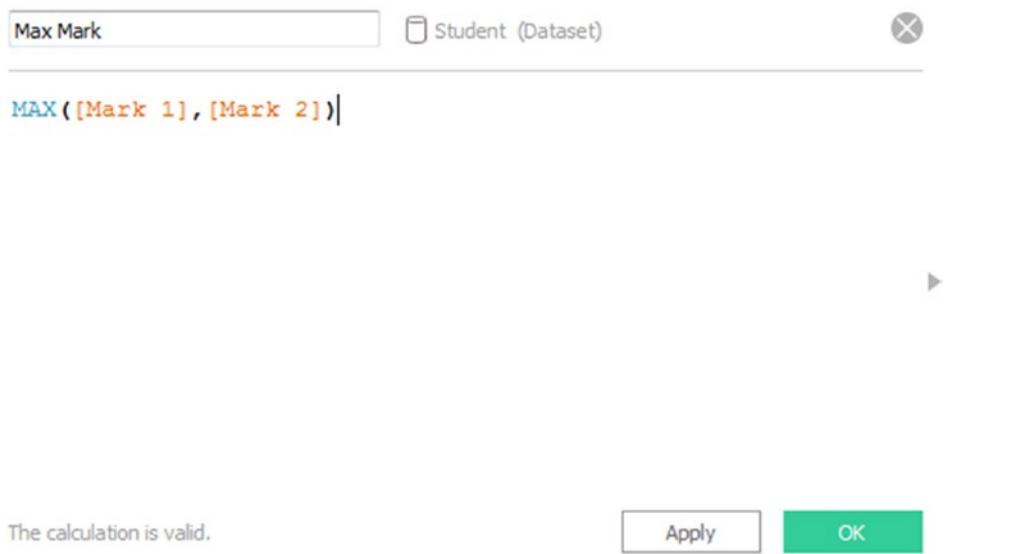 Max Mark Student (Dataset)
MAX([Mark 1],[Mark 2])
The calculation is valid. Apply OK